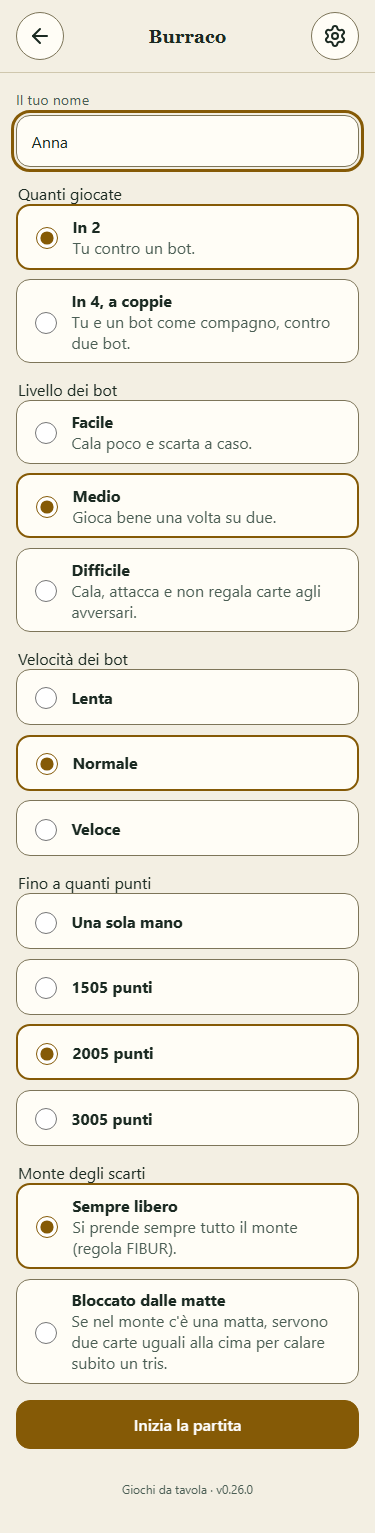 Burraco
Il tuo nome
Anna
Quanti giocate
In 2
Tu contro un bot.
In 4, a coppie
Tu e un bot come compagno, contro
due bot.
Livello dei bot
Facile
Cala poco e scarta a caso.
Medio
Gioca bene una volta su due.
Difficile
Cala, attacca e non regala carte agli
avversari.
Velocità dei bot
Lenta
Normale
Veloce
Fino a quanti punti
Una sola mano
1505 punti
2005 punti
3005 punti
Monte degli scarti
Sempre libero
Si prende sempre tutto il monte
(regola FIBUR).
Bloccato dalle matte
Se nel monte c'è una matta, servono
due carte uguali alla cima per calare
subito un tris.
Inizia la partita
Giochi da tavola · v0.26.0